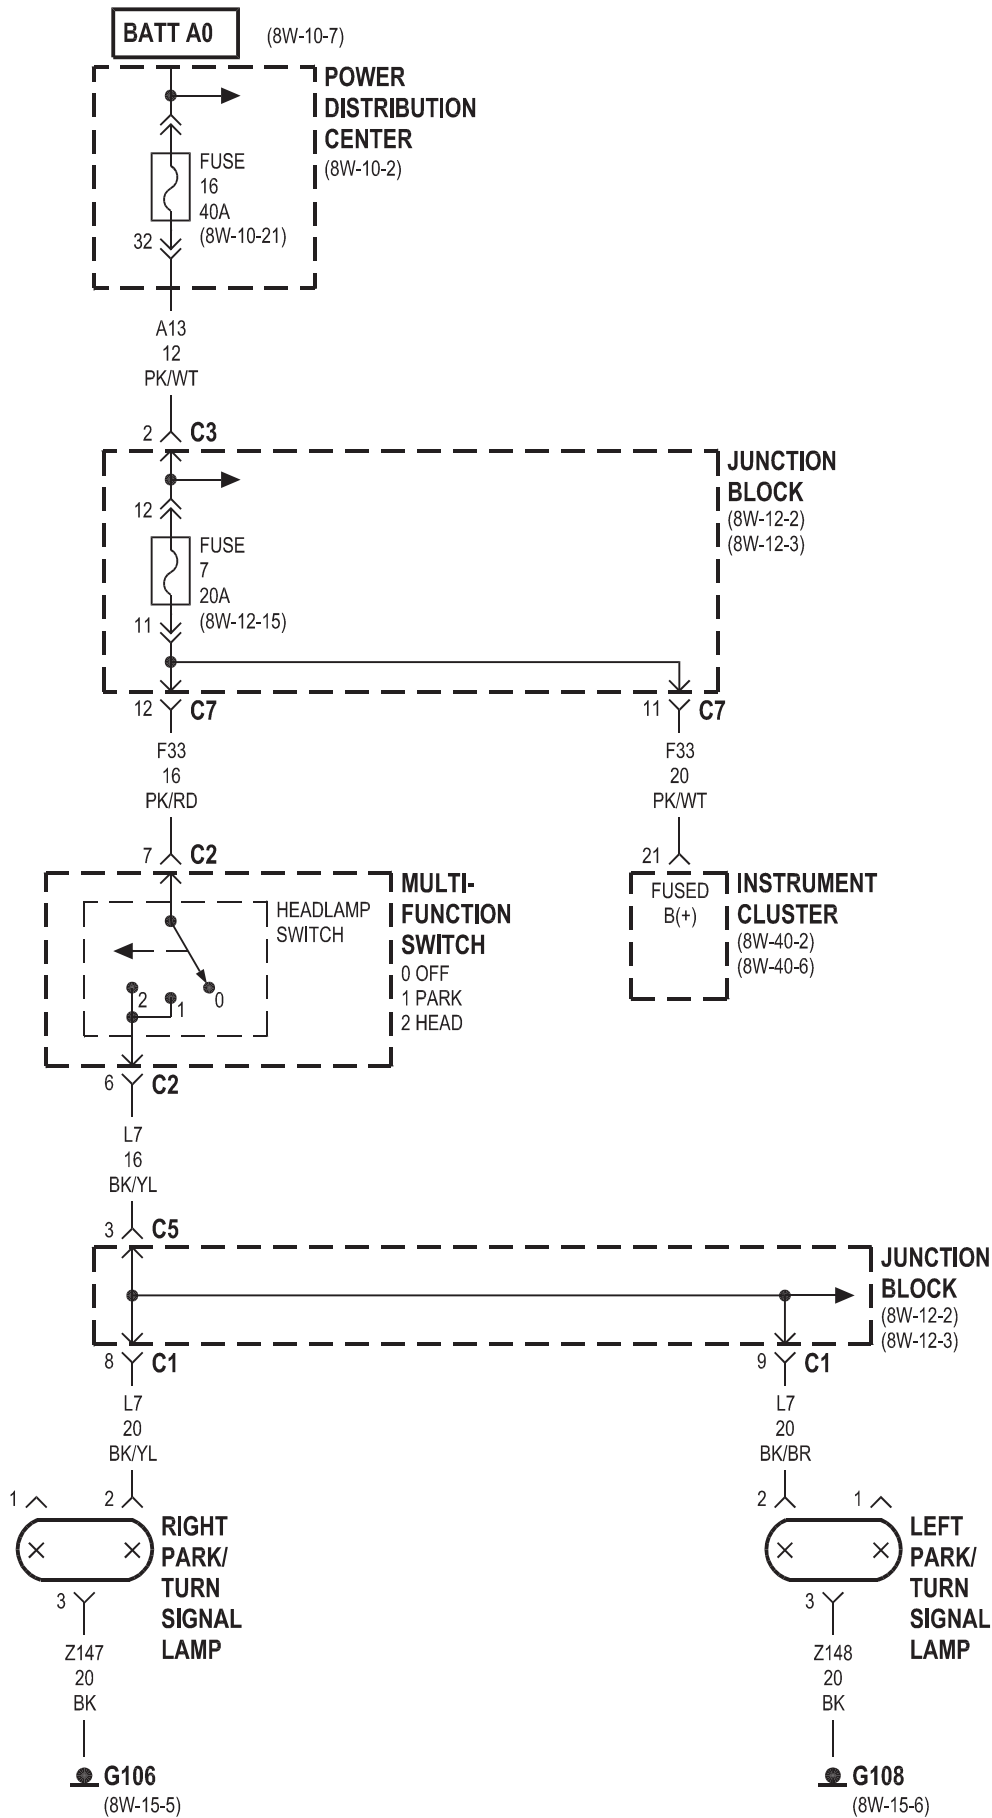 BATT A0
(8W-10-7)
POWER
DISTRIBUTION
CENTER
(8W-10-2)
FUSE
16
40A
(8W-10-21)
32
A13
12
PK/WT
2
C3
JUNCTION
BLOCK
(8W-12-2)
(8W-12-3)
12
FUSE
7
20A
(8W-12-15)
11
12
C7
11
C7
F33
16
PK/RD
F33
20
PK/WT
7
C2
21
MULTI-
FUNCTION
SWITCH
0 OFF
1 PARK
2 HEAD
HEADLAMP
SWITCH
2
1
0
FUSED
B(+)
INSTRUMENT
CLUSTER
(8W-40-2)
(8W-40-6)
6
C2
L7
16
BK/YL
3
C5
JUNCTION
BLOCK
(8W-12-2)
(8W-12-3)
8
C1
9
C1
L7
20
BK/YL
L7
20
BK/BR
1
2
RIGHT
PARK/
TURN
SIGNAL
LAMP
3
Z147
20
BK
G106
(8W-15-5)
2
1
LEFT
PARK/
TURN
SIGNAL
LAMP
3
Z148
20
BK
G108
(8W-15-6)